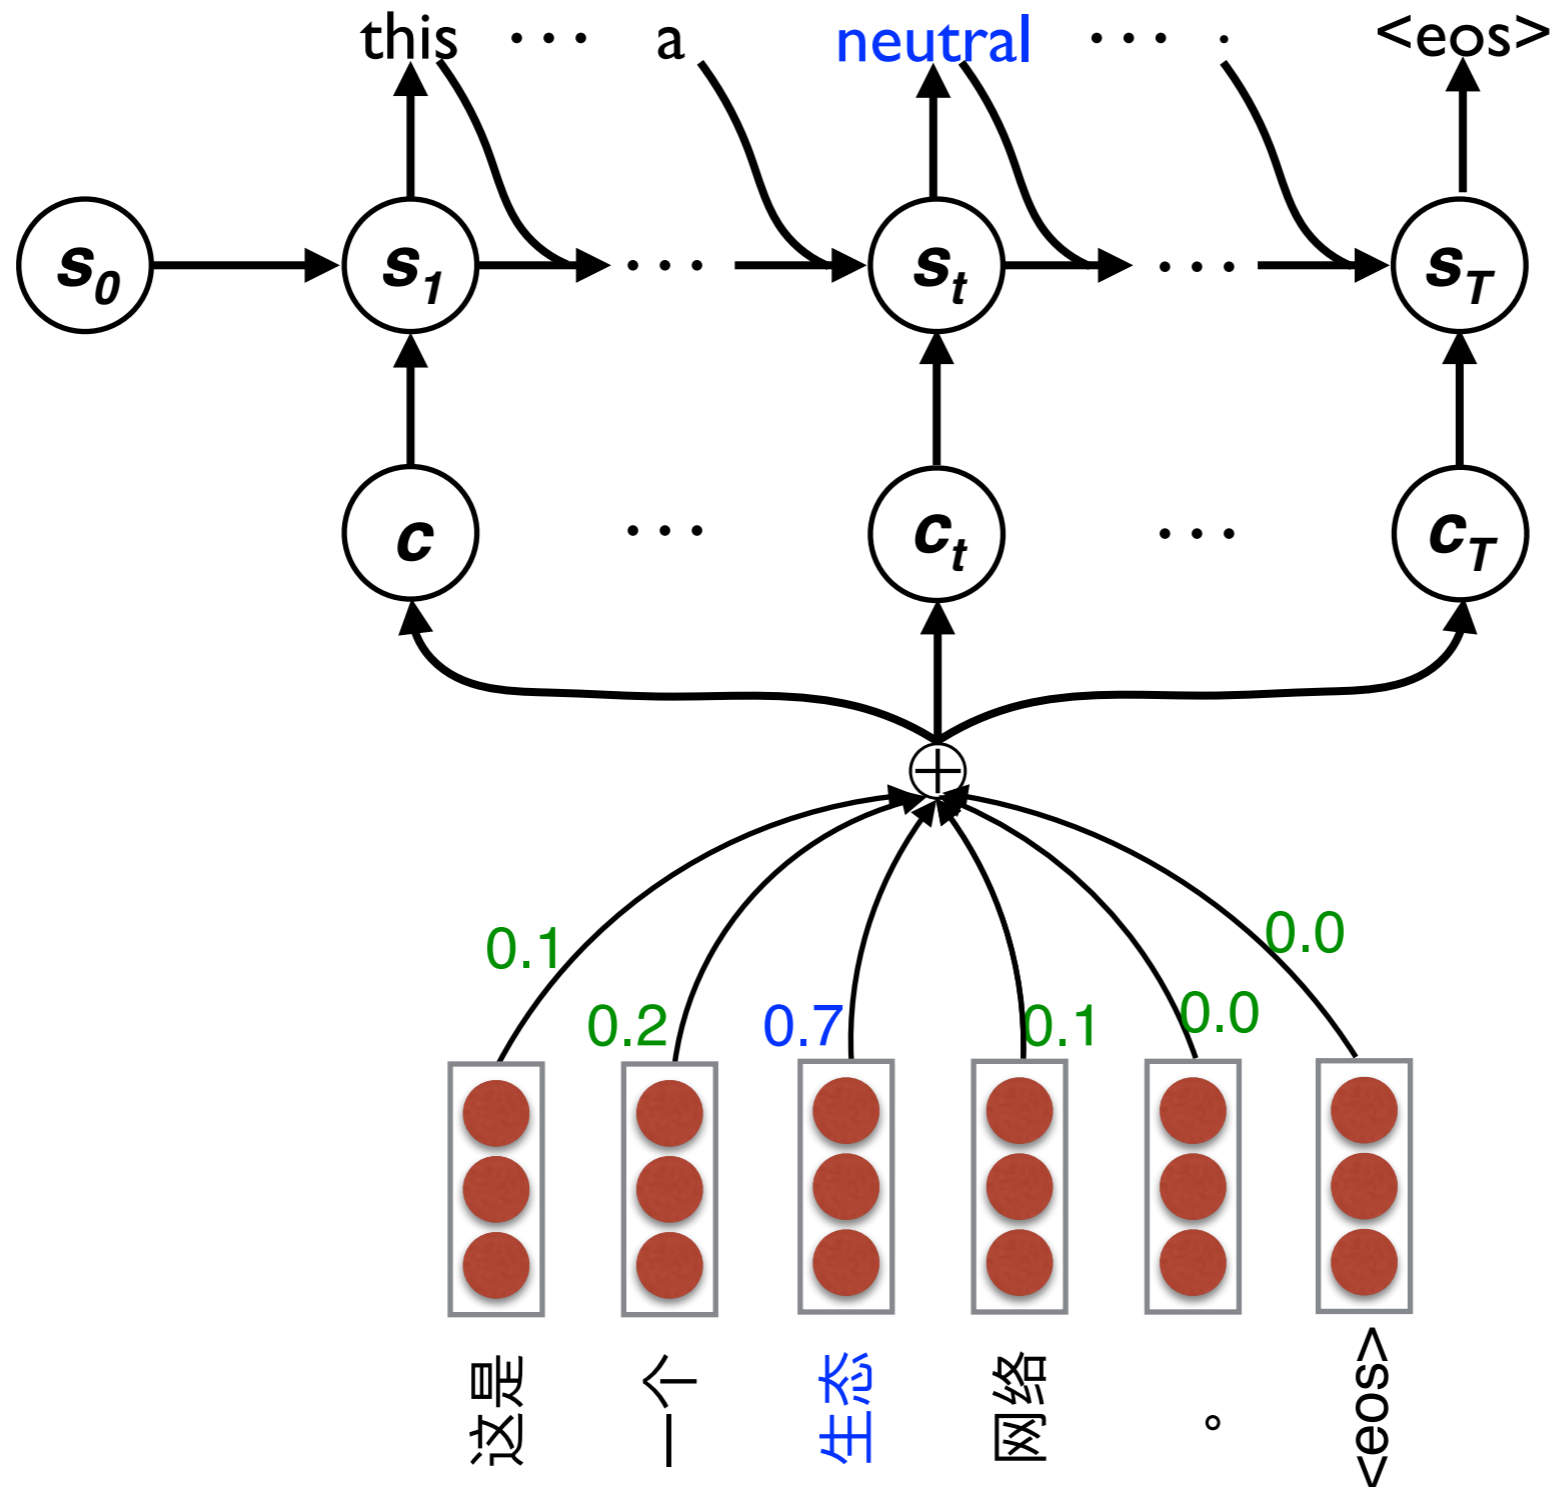 this ... a neutral ... . <eos>
s0 s1 ... st ... sT
c ... ct ... cT
0.1 0.2 0.7 0.1 0.0 0.0
这是
一个
生态
网络
。
<eos>